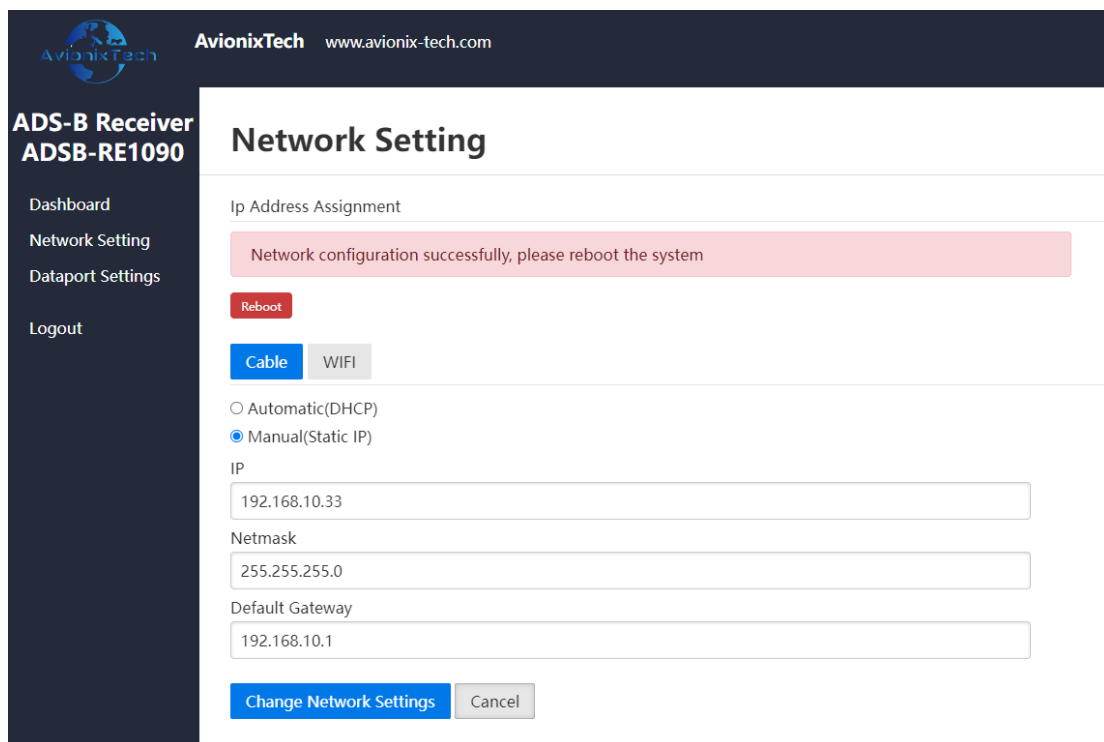 AvionixTech
AvionixTech www.avionix-tech.com
ADS-B Receiver
ADSB-RE1090
Dashboard
Network Setting
Dataport Settings
Logout
Network Setting
Ip Address Assignment
Network configuration successfully, please reboot the system
Reboot
Cable WIFI
Automatic(DHCP)
Manual(Static IP)
IP
192.168.10.33
Netmask
255.255.255.0
Default Gateway
192.168.10.1
Change Network Settings Cancel